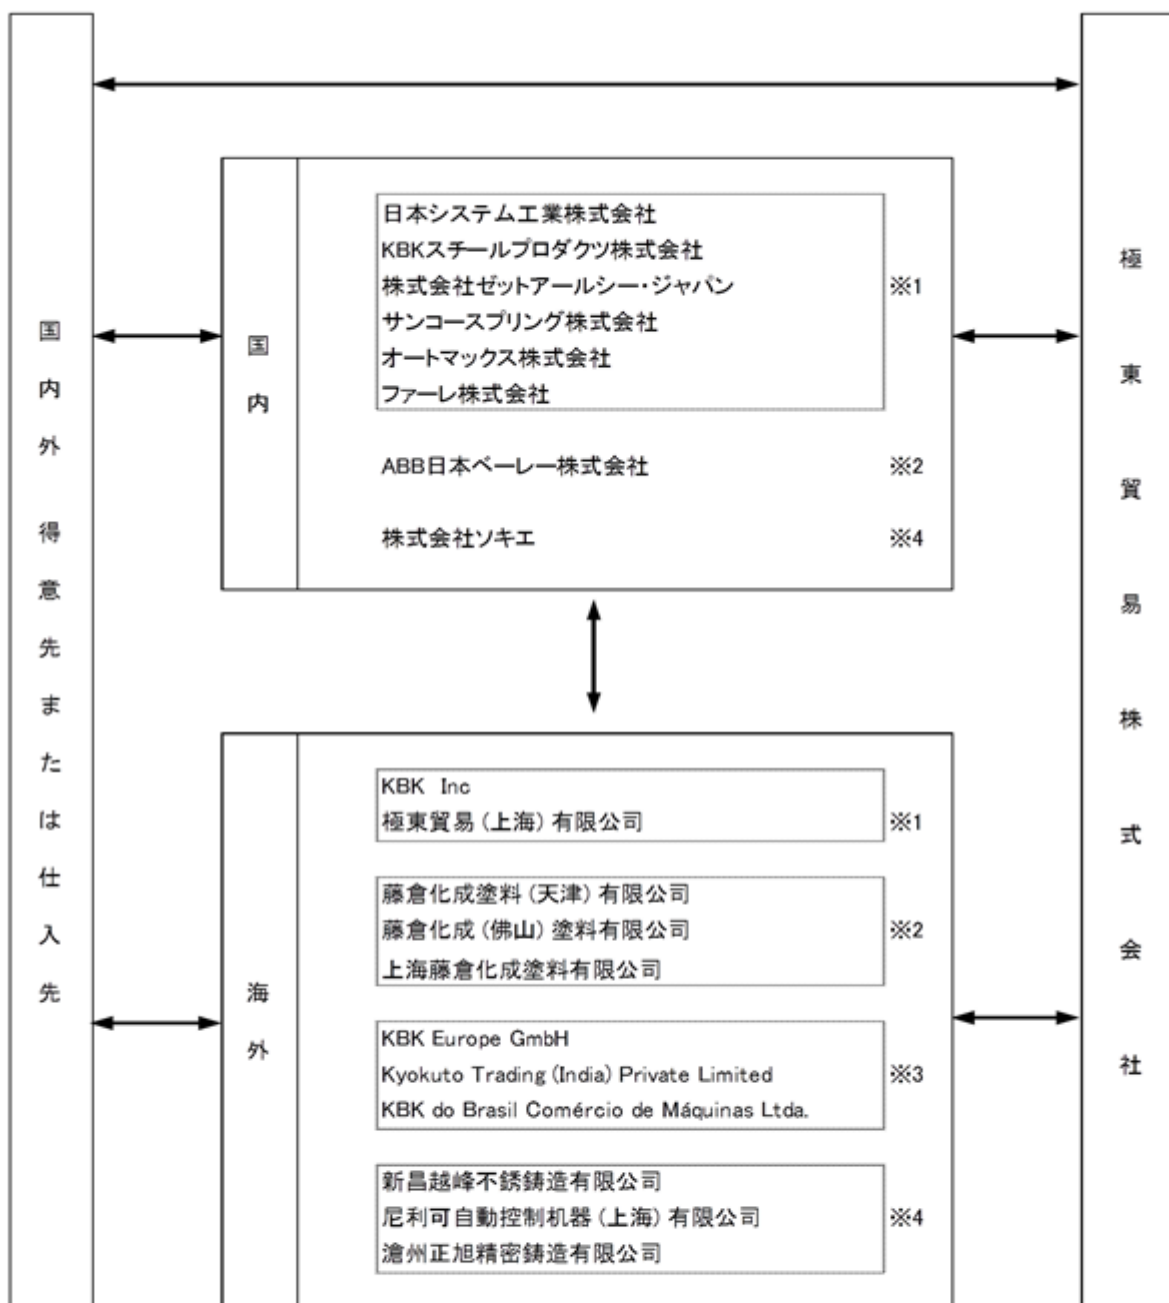 国内外得意先または仕入先
国内
日本システム工業株式会社
KBKスチールプロダクツ株式会社
株式会社ゼットアールシー・ジャパン ※1
サンコースプリング株式会社
オートマックス株式会社
ファーレ株式会社
ABB日本ベーレー株式会社 ※2
株式会社ソキエ ※4
海外
KBK Inc
極東貿易(上海)有限公司 ※1
藤倉化成塗料(天津)有限公司
藤倉化成(佛山)塗料有限公司 ※2
上海藤倉化成塗料有限公司
KBK Europe GmbH
Kyokuto Trading (India) Private Limited ※3
KBK do Brasil Comércio de Máquinas Ltda.
新昌越峰不銹鋳造有限公司
尼利可自動控制机器(上海)有限公司 ※4
滄州正旭精密鋳造有限公司
極東貿易株式会社